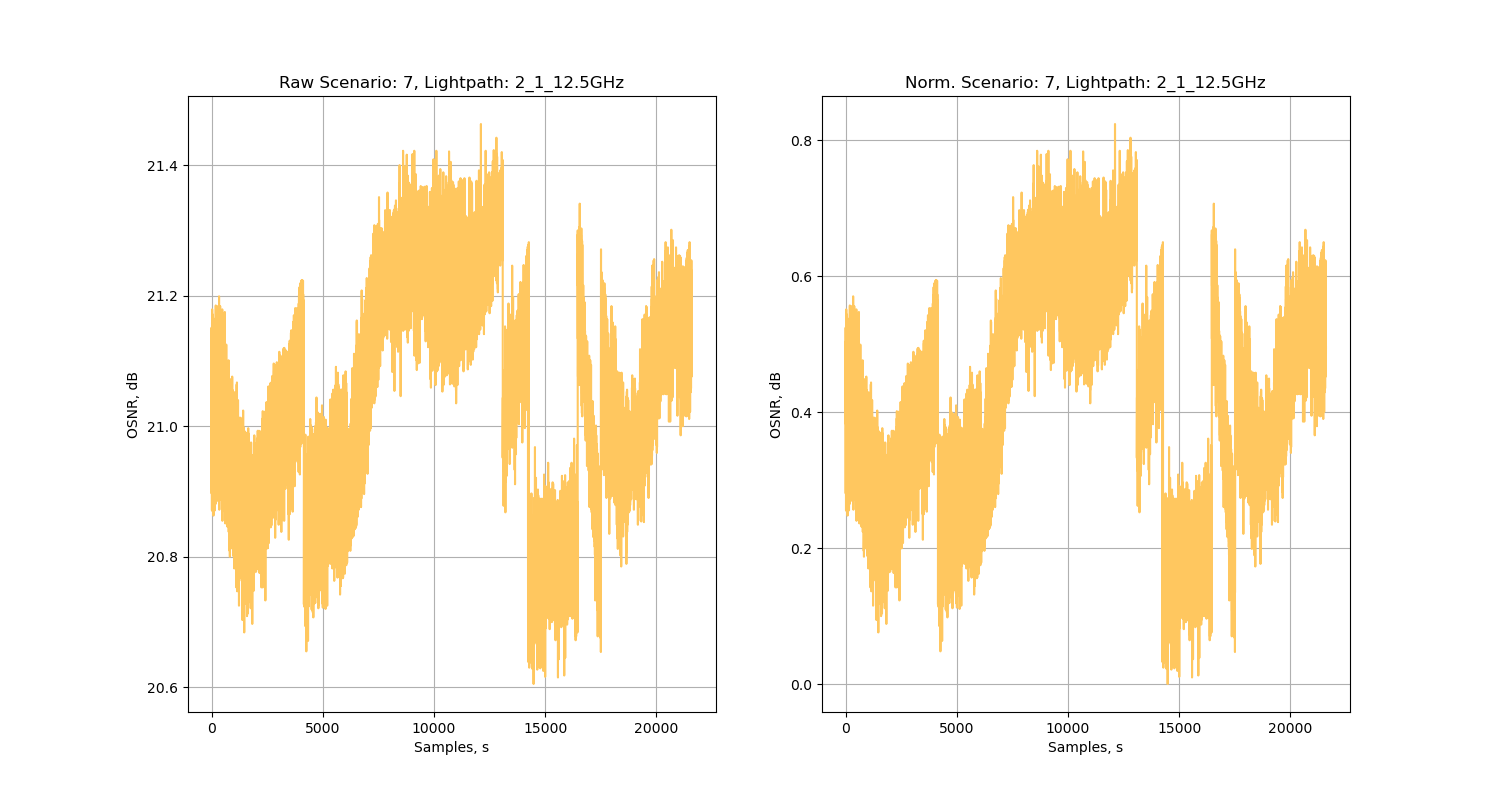 Raw Scenario: 7, Lightpath: 2_1_12.5GHz
21.4
21.2
21.0
20.8
20.6
OSNR, dB
0 5000 10000 15000 20000
Samples, s
Norm. Scenario: 7, Lightpath: 2_1_12.5GHz
0.8
0.6
0.4
0.2
0.0
OSNR, dB
0 5000 10000 15000 20000
Samples, s